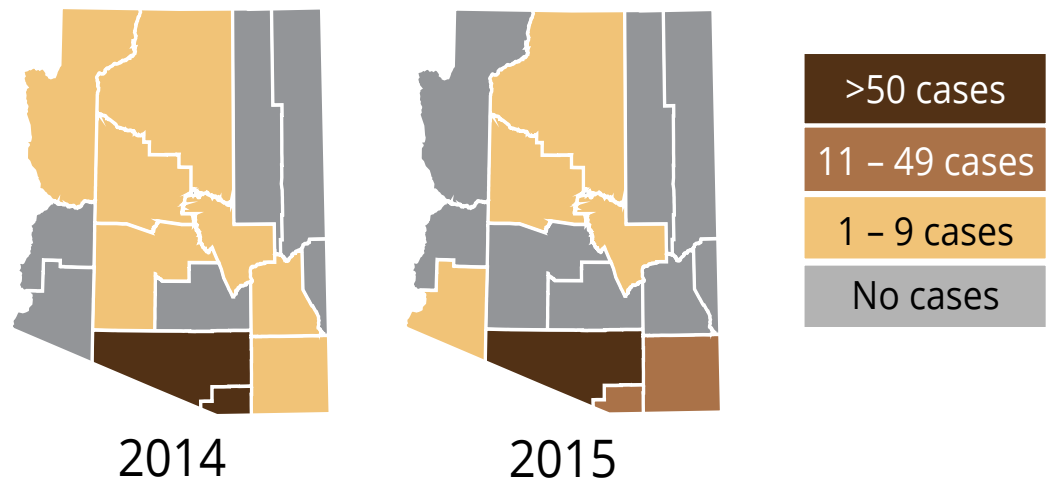 >50 cases
11 – 49 cases
1 – 9 cases
No cases
2014
2015